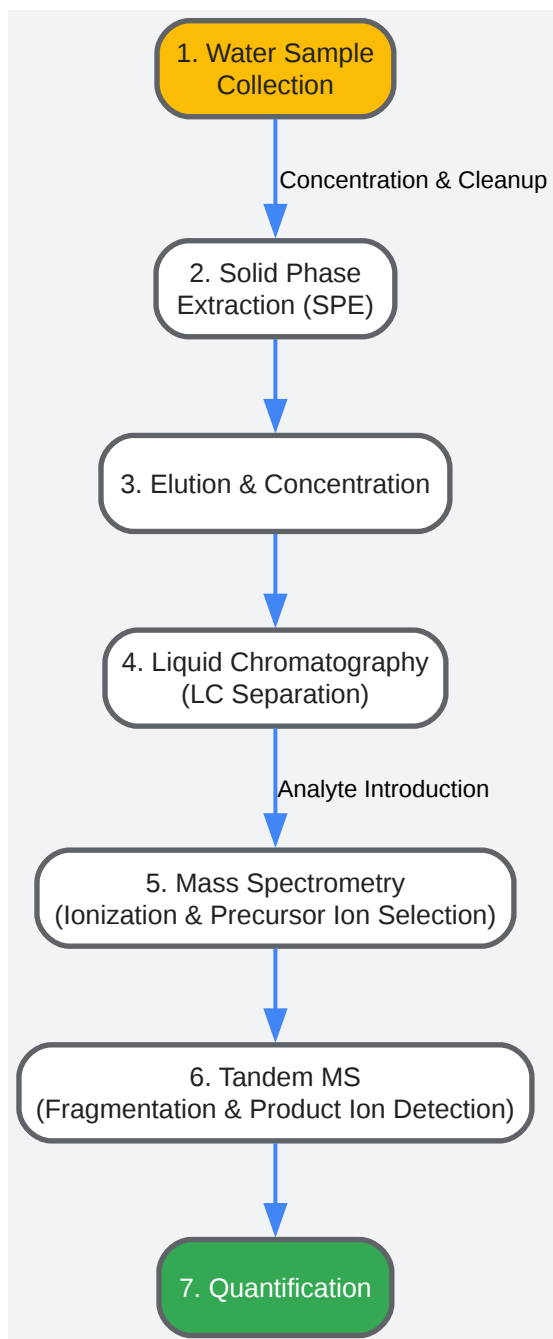 1. Water Sample
Collection
Concentration & Cleanup
2. Solid Phase
Extraction (SPE)
3. Elution & Concentration
4. Liquid Chromatography
(LC Separation)
Analyte Introduction
5. Mass Spectrometry
(Ionization & Precursor Ion Selection)
6. Tandem MS
(Fragmentation & Product Ion Detection)
7. Quantification